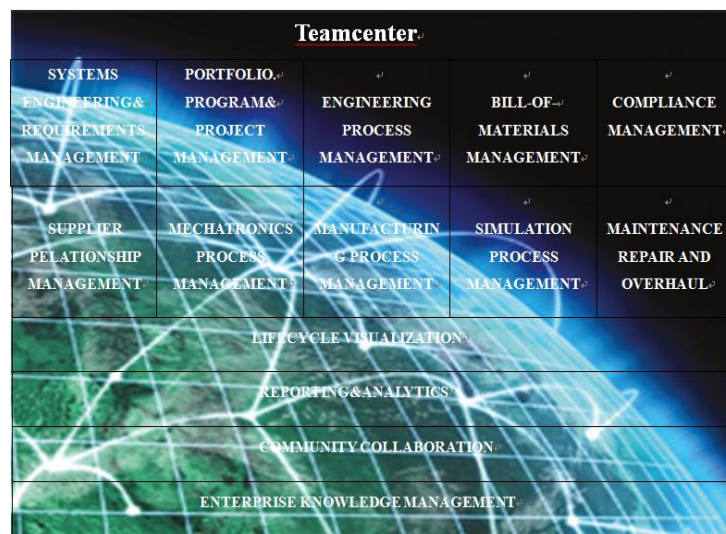 Teamcenter
SYSTEMS
ENGINEERING&
REQUIREMENTS
MANAGEMENT
PORTFOLIO.
PROGRAM&
PROJECT
MANAGEMENT
ENGINEERING
PROCESS
MANAGEMENT
BILL-OF-
MATERIALS
MANAGEMENT
COMPLIANCE
MANAGEMENT
SUPPLIER
PELATIONSHIP
MANAGEMENT
MECHATRONICS
PROCESS
MANAGEMENT
MANUFACTURIN
G PROCESS
MANAGEMENT
SIMULATION
PROCESS
MANAGEMENT
MAINTENANCE
REPAIR AND
OVERHAUL
LIFECYCLE VISUALIZATION
REPORTING&ANALYTICS
COMMUNITY COLLABORATION
ENTERPRISE KNOWLEDGE MANAGEMENT